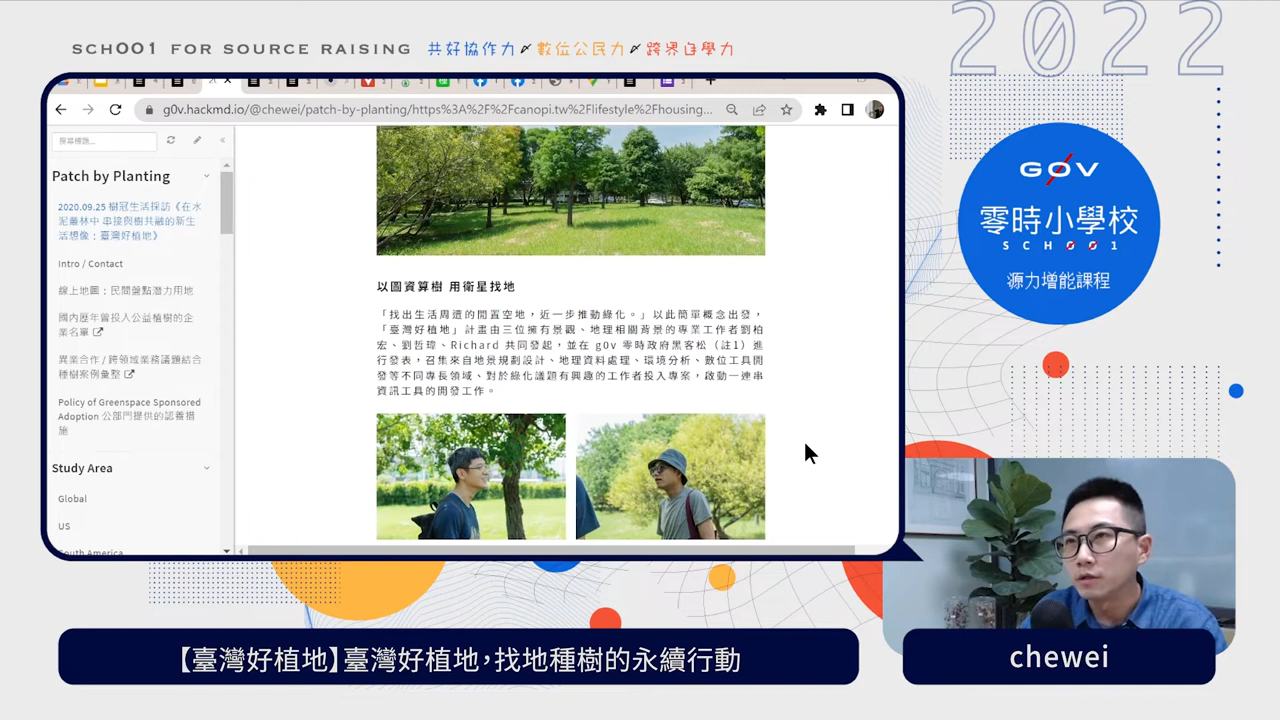 SCHOO1 FOR SOURCE RAISING 共好協作力 數位公民力 跨界自學力
2022
g0v.hackmd.io/@chewei/patch-by-planting/https%3A%2F%2Fcanopi.tw%2Flifestyle%2Fhousing...
搜尋標題...
Patch by Planting
2020.09.25 樹冠生活採訪《在水
泥叢林中 串接與樹共融的新生
活想像：臺灣好植地》
Intro / Contact
線上地圖：民間盤點潛力用地
國內歷年曾投入公益植樹的企
業名單
異業合作 / 跨領域業務議題結合
種樹案例彙整
Policy of Greenspace Sponsored
Adoption 公部門提供的認養措
施
Study Area
Global
US
South America
以圖資算樹 用衛星找地
「找出生活周遭的閒置空地，近一步推動綠化。」以此簡單概念出發，
「臺灣好植地」計畫由三位擁有景觀、地理相關背景的專業工作者劉柏
宏、劉哲瑋、Richard 共同發起，並在 g0v 零時政府黑客松（註1）進
行發表，召集來自地景規劃設計、地理資料處理、環境分析、數位工具開
發等不同專長領域、對於綠化議題有興趣的工作者投入專案，啟動一連串
資訊工具的開發工作。
G0V
零時小學校
SCH001
源力增能課程
【臺灣好植地】臺灣好植地，找地種樹的永續行動
chewei